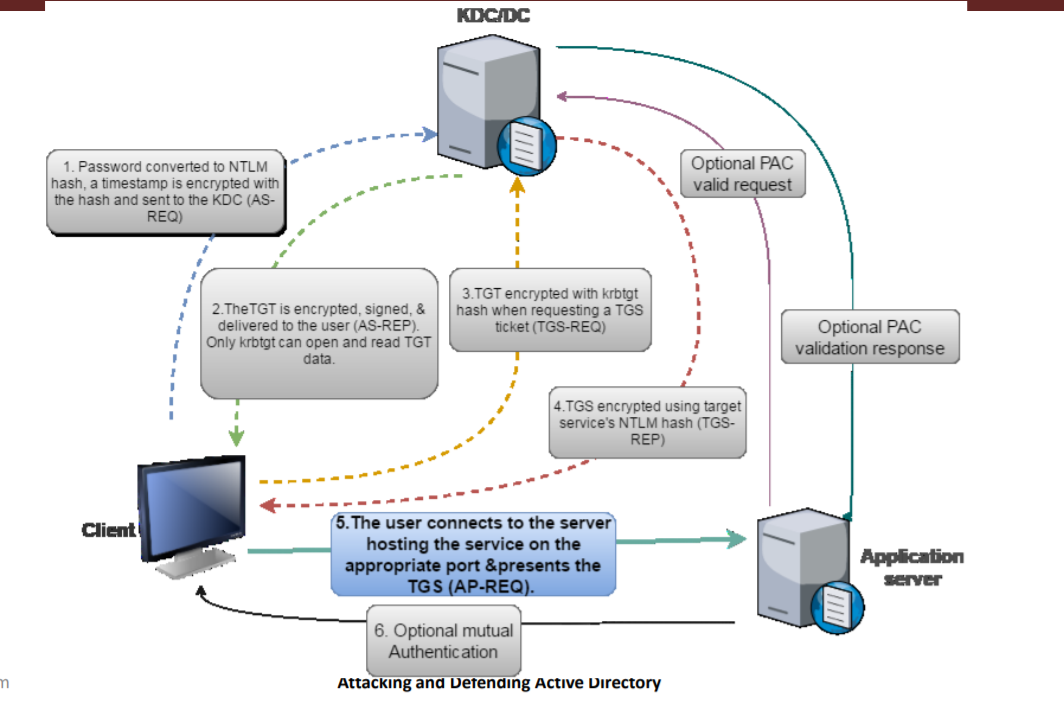 KDC/DC
1. Password converted to NTLM
hash, a timestamp is encrypted with
the hash and sent to the KDC (AS-
REQ)
Optional PAC
valid request
2.TheTGT is encrypted, signed, &
delivered to the user (AS-REP).
Only krbtgt can open and read TGT
data.
3.TGT encrypted with krbtgt
hash when requesting a TGS
ticket (TGS-REQ)
Optional PAC
validation response
4.TGS encrypted using target
service's NTLM hash (TGS-
REP)
Client
5.The user connects to the server
hosting the service on the
appropriate port &presents the
TGS (AP-REQ).
Application
server
6. Optional mutual
Authentication
m
Attacking and Defending Active Directory